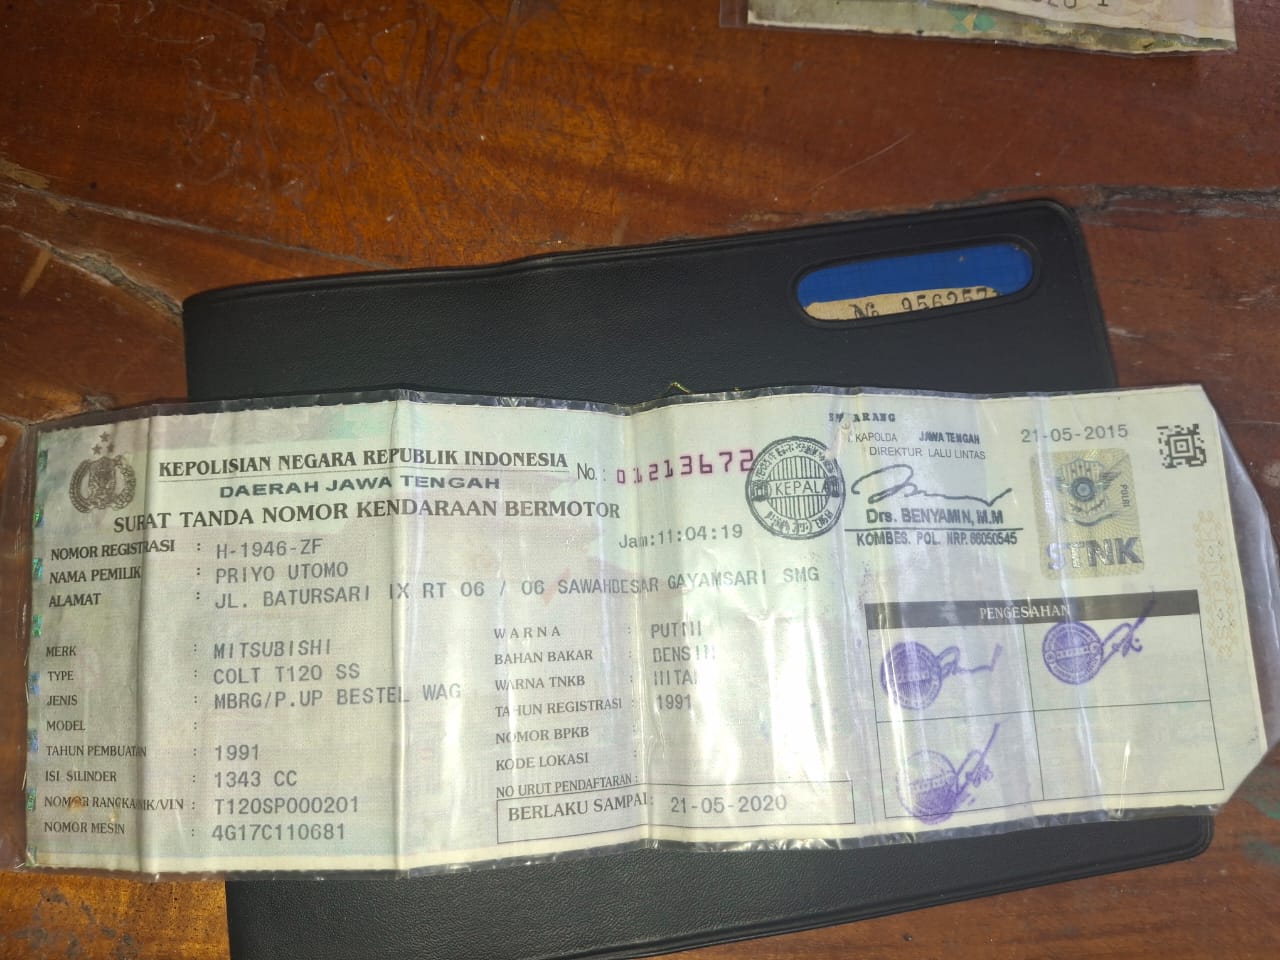 No 956257
KEPOLISIAN NEGARA REPUBLIK INDONESIA
DAERAH JAWA TENGAH
SURAT TANDA NOMOR KENDARAAN BERMOTOR
No.: 01213672
Jam:11:04:19
NOMOR REGISTRASI : H-1946-ZF
NAMA PEMILIK : PRIYO UTOMO
ALAMAT : JL. BATURSARI IX RT 06 / 06 SAWAHBESAR GAYAMSARI SMG
MERK : MITSUBISHI
TYPE : COLT T120 SS
JENIS : MBRG/P.UP BESTEL WAG
MODEL :
TAHUN PEMBUATAN : 1991
ISI SILINDER : 1343 CC
NOMOR RANGKA/NIK/VIN : T120SP000201
NOMOR MESIN : 4G17C110681
WARNA : PUTIH
BAHAN BAKAR : BENSIN
WARNA TNKB : HITAM
TAHUN REGISTRASI : 1991
NOMOR BPKB :
KODE LOKASI :
NO URUT PENDAFTARAN :
BERLAKU SAMPAI : 21-05-2020
SEMARANG
KAPOLDA JAWA TENGAH
DIREKTUR LALU LINTAS
21-05-2015
KEPALA
Drs. BENYAMIN, M.M
KOMBES. POL. NRP. 66050545
POLRI
STNK
PENGESAHAN